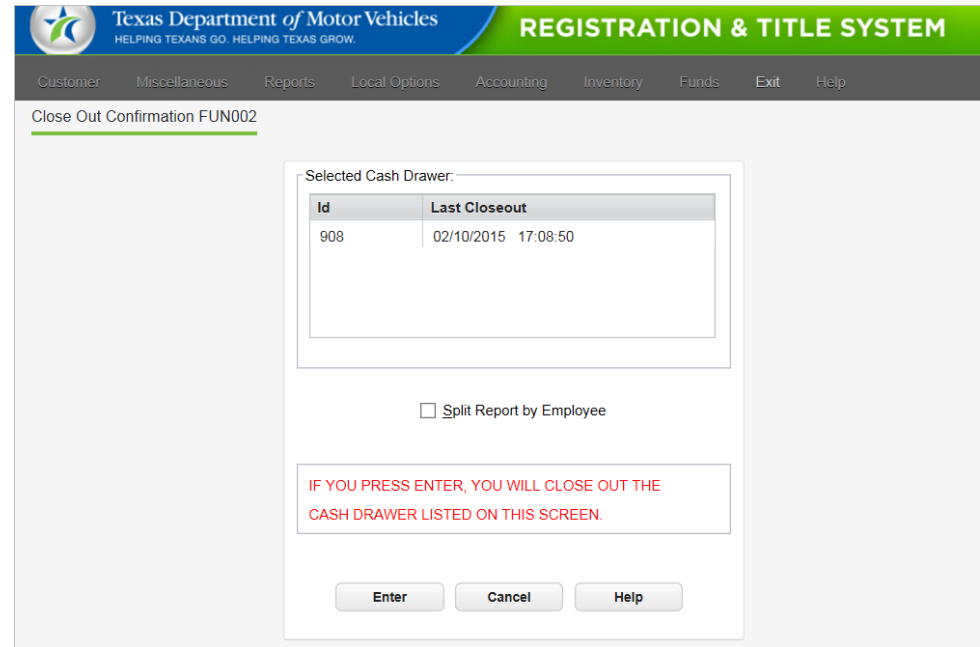 Texas Department of Motor Vehicles
HELPING TEXANS GO. HELPING TEXAS GROW.
REGISTRATION & TITLE SYSTEM
Customer Miscellaneous Reports Local Options Accounting Inventory Funds Exit Help
Close Out Confirmation FUN002
Selected Cash Drawer:
Id Last Closeout
908 02/10/2015 17:08:50
Split Report by Employee
IF YOU PRESS ENTER, YOU WILL CLOSE OUT THE
CASH DRAWER LISTED ON THIS SCREEN.
Enter Cancel Help